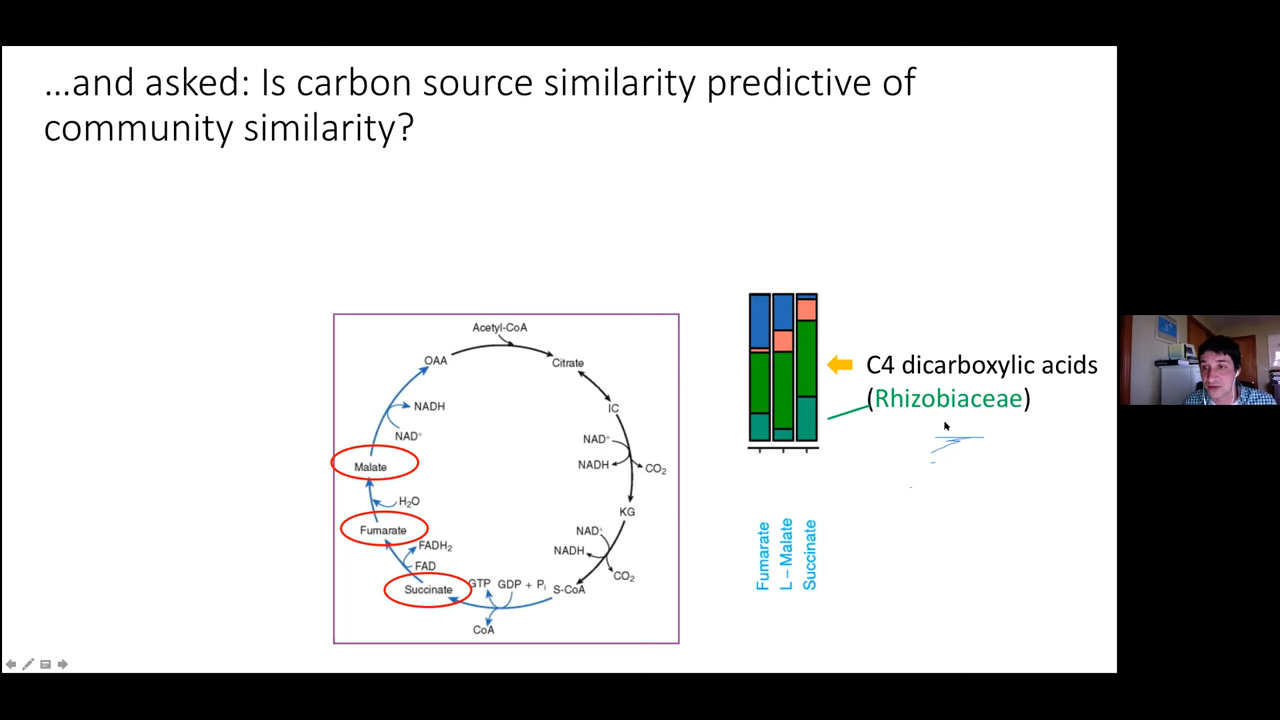 ...and asked: Is carbon source similarity predictive of
community similarity?
Acetyl-CoA
OAA
Citrate
NADH
IC
NAD⁺
NAD⁺
NADH
CO₂
Malate
H₂O
KG
Fumarate
NAD⁺
FADH₂
NADH
FAD
CO₂
Succinate
GTP
GDP + Pᵢ
S-CoA
CoA
C4 dicarboxylic acids
(Rhizobiaceae)
Fumarate
L – Malate
Succinate